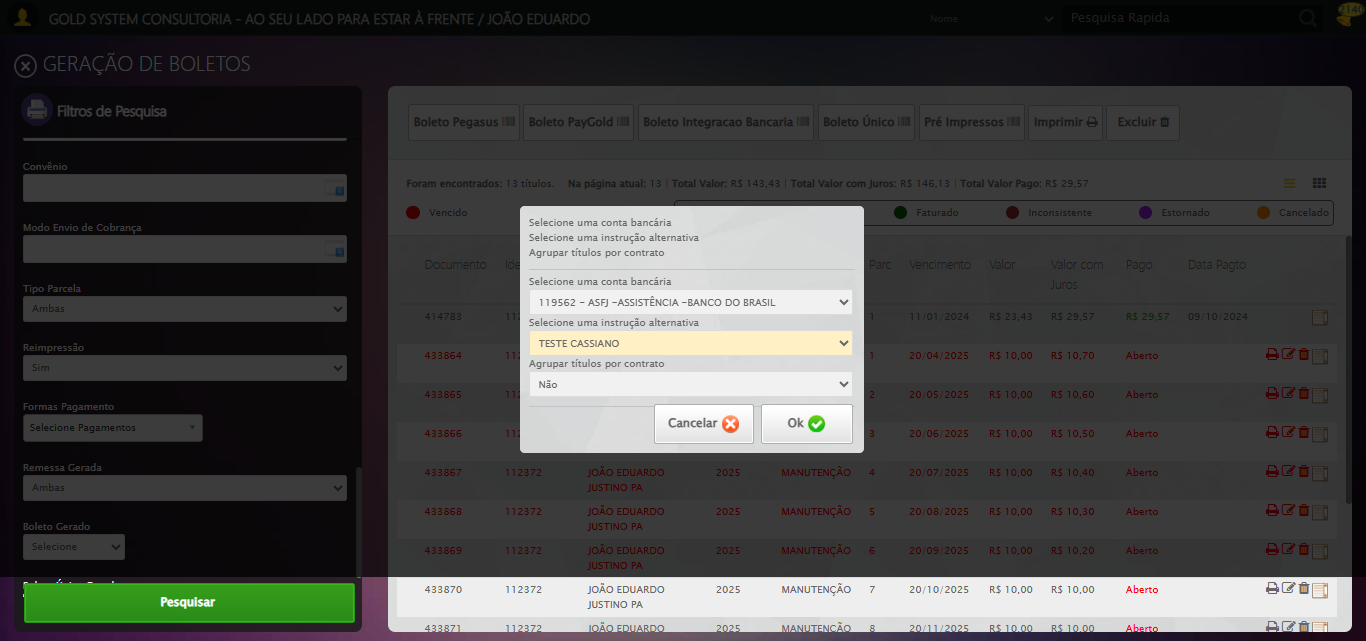 GOLD SYSTEM CONSULTORIA - AO SEU LADO PARA ESTAR À FRENTE / JOÃO EDUARDO
Nome
Pesquisa Rapida
2140
GERAÇÃO DE BOLETOS
Filtros de Pesquisa
Convênio
Modo Envio de Cobrança
Tipo Parcela
Ambas
Reimpressão
Sim
Formas Pagamento
Selecione Pagamentos
Remessa Gerada
Ambas
Boleto Gerado
Selecione
Pesquisar
Boleto Pegasus
Boleto PayGold
Boleto Integracao Bancaria
Boleto Único
Pré Impressos
Imprimir
Excluir
Foram encontrados: 13 títulos. Na página atual: 13 | Total Valor: R$ 143,43 | Total Valor com Juros: R$ 146,13 | Total Valor Pago: R$ 29,57
Vencido
Faturado
Inconsistente
Estornado
Cancelado
Selecione uma conta bancária
Selecione uma instrução alternativa
Agrupar títulos por contrato
Selecione uma conta bancária
119562 - ASFJ -ASSISTÊNCIA -BANCO DO BRASIL
Selecione uma instrução alternativa
TESTE CASSIANO
Agrupar títulos por contrato
Não
Cancelar
Ok
Documento
Parc Vencimento Valor Valor com Juros Pago Data Pagto
414783 1 11/01/2024 R$ 23,43 R$ 29,57 R$ 29,57 09/10/2024
433864 1 20/04/2025 R$ 10,00 R$ 10,70 Aberto
433865 2 20/05/2025 R$ 10,00 R$ 10,60 Aberto
433866 3 20/06/2025 R$ 10,00 R$ 10,50 Aberto
433867 112372 JOÃO EDUARDO 2025 MANUTENÇÃO 4 20/07/2025 R$ 10,00 R$ 10,40 Aberto
JUSTINO PA
433868 112372 JOÃO EDUARDO 2025 MANUTENÇÃO 5 20/08/2025 R$ 10,00 R$ 10,30 Aberto
JUSTINO PA
433869 112372 JOÃO EDUARDO 2025 MANUTENÇÃO 6 20/09/2025 R$ 10,00 R$ 10,20 Aberto
JUSTINO PA
433870 112372 JOÃO EDUARDO 2025 MANUTENÇÃO 7 20/10/2025 R$ 10,00 R$ 10,00 Aberto
JUSTINO PA
433871 112372 JOÃO EDUARDO 2025 MANUTENÇÃO 8 20/11/2025 R$ 10,00 R$ 10,00 Aberto